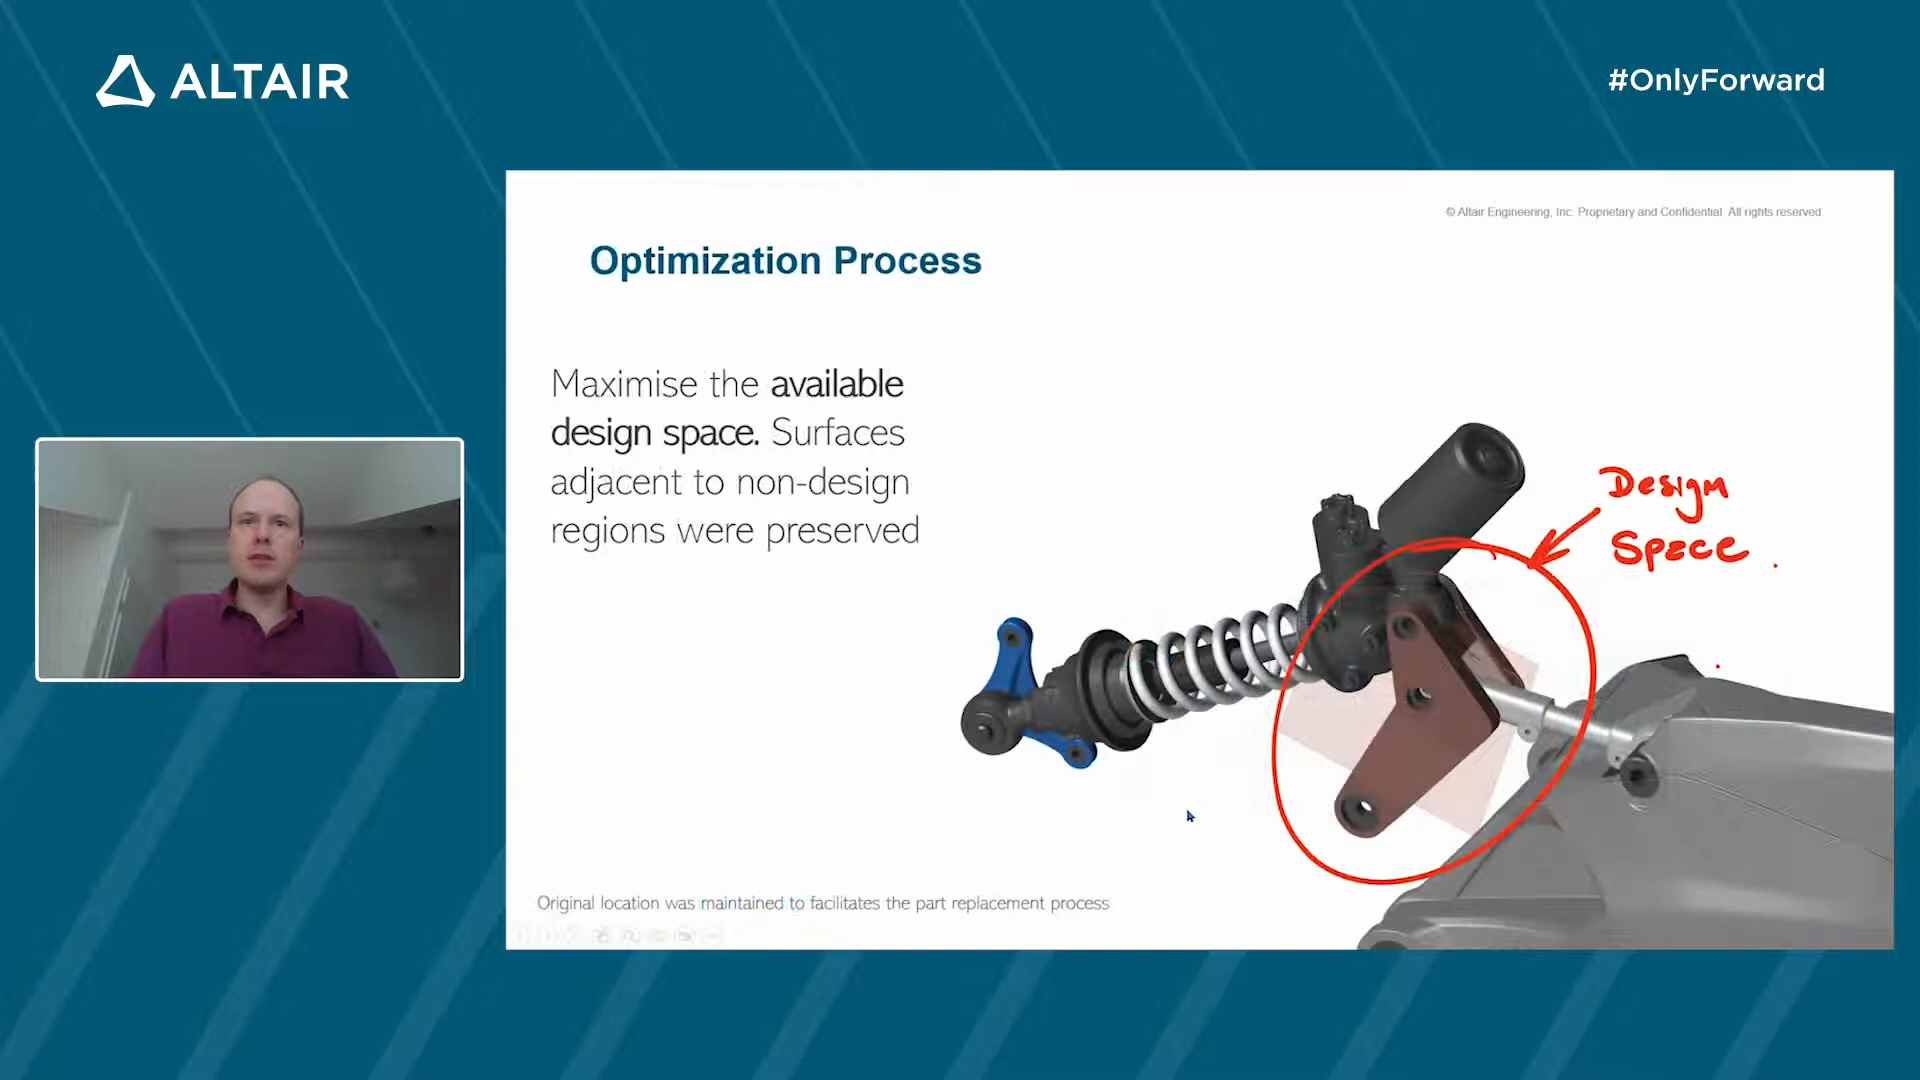 ALTAIR
#OnlyForward
© Altair Engineering, Inc. Proprietary and Confidential. All rights reserved
Optimization Process
Maximise the available
design space. Surfaces
adjacent to non-design
regions were preserved
Design
Space
Original location was maintained to facilitates the part replacement process